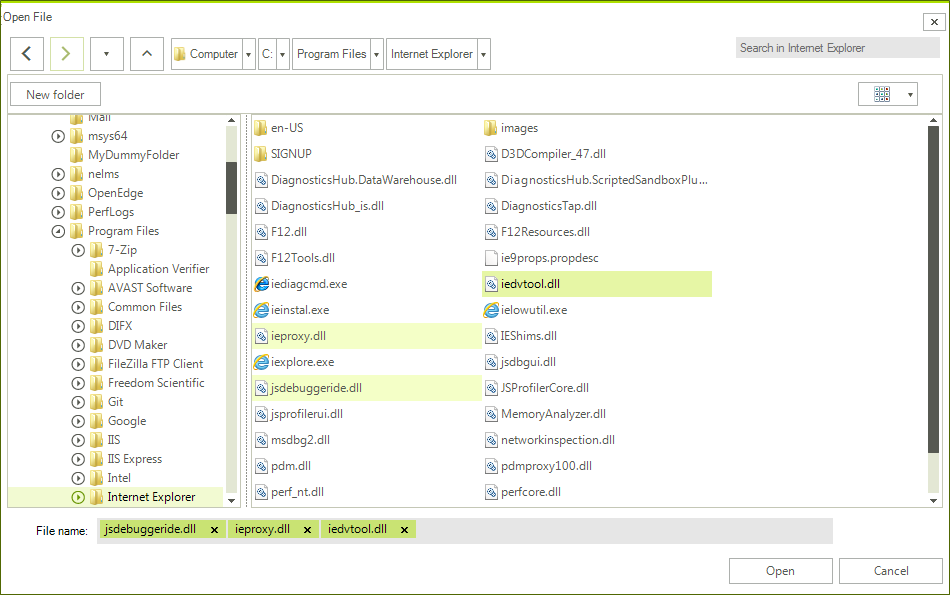 Open File
Computer C: Program Files Internet Explorer
Search in Internet Explorer
New folder
Mail
msys64
MyDummyFolder
nelms
OpenEdge
PerfLogs
Program Files
7-Zip
Application Verifier
AVAST Software
Common Files
DIFX
DVD Maker
FileZilla FTP Client
Freedom Scientific
Git
Google
IIS
IIS Express
Intel
Internet Explorer
en-US
images
SIGNUP
D3DCompiler_47.dll
DiagnosticsHub.DataWarehouse.dll
DiagnosticsHub.ScriptedSandboxPlu...
DiagnosticsHub_is.dll
DiagnosticsTap.dll
F12.dll
F12Resources.dll
F12Tools.dll
ie9props.propdesc
iediagcmd.exe
iedvtool.dll
ieinstal.exe
ielowutil.exe
ieproxy.dll
IEShims.dll
iexplore.exe
jsdbgui.dll
jsdebuggeride.dll
JSProfilerCore.dll
jsprofilerui.dll
MemoryAnalyzer.dll
msdbg2.dll
networkinspection.dll
pdm.dll
pdmproxy100.dll
perf_nt.dll
perfcore.dll
File name: jsdebuggeride.dll ieproxy.dll iedvtool.dll
Open
Cancel